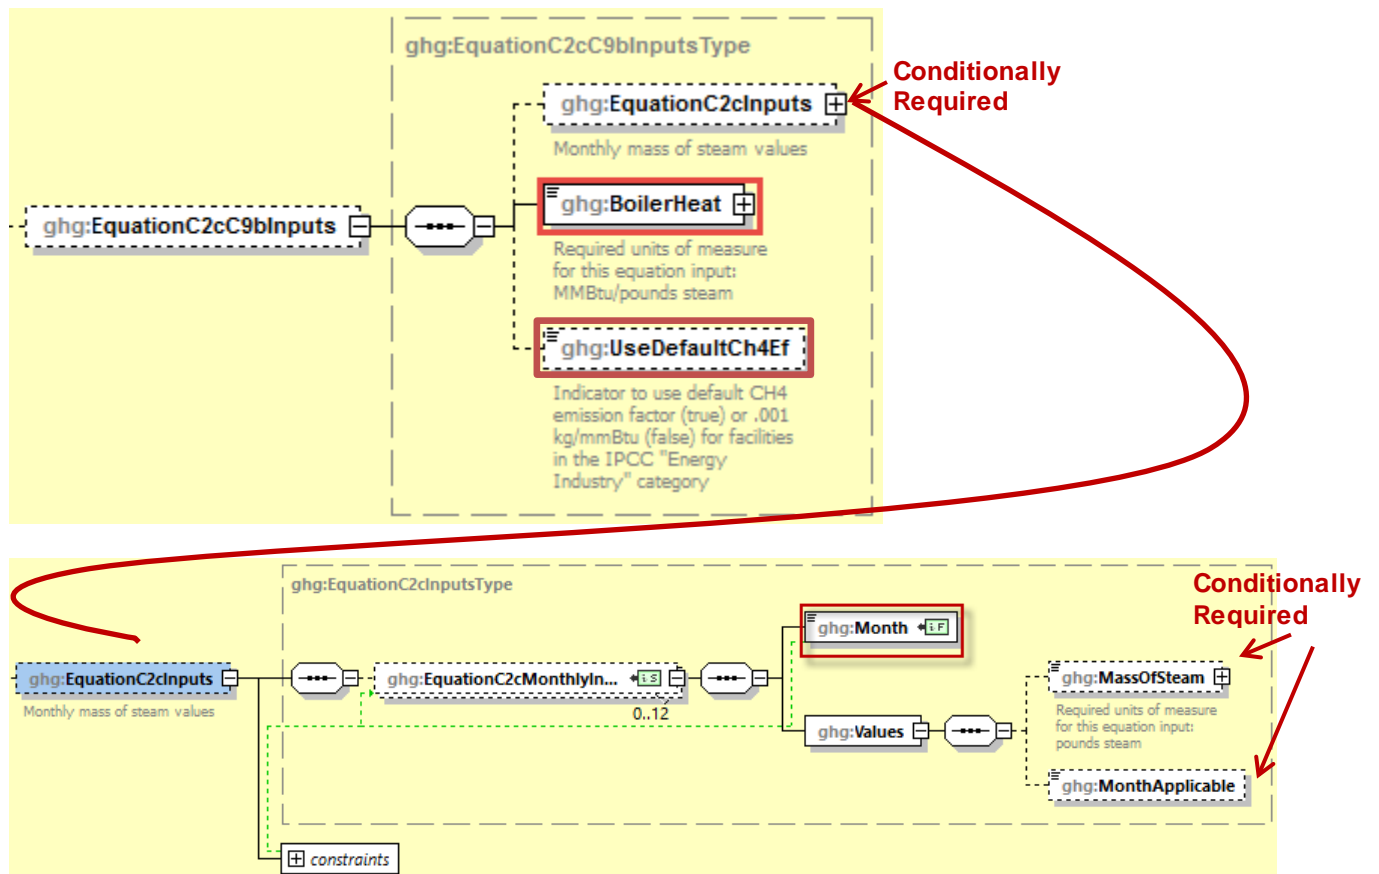 ghg:EquationC2cC9bInputsType
Conditionally
Required
ghg:EquationC2cInputs
Monthly mass of steam values
ghg:BoilerHeat
ghg:EquationC2cC9bInputs
Required units of measure
for this equation input:
MMBtu/pounds steam
ghg:UseDefaultCh4Ef
Indicator to use default CH4
emission factor (true) or .001
kg/mmBtu (false) for facilities
in the IPCC "Energy
Industry" category
ghg:EquationC2cInputsType
Conditionally
Required
ghg:Month
iF
ghg:EquationC2cInputs
Monthly mass of steam values
ghg:EquationC2cMonthlyIn...
iS
0..12
ghg:MassOfSteam
Required units of measure
for this equation input:
pounds steam
ghg:Values
ghg:MonthApplicable
constraints